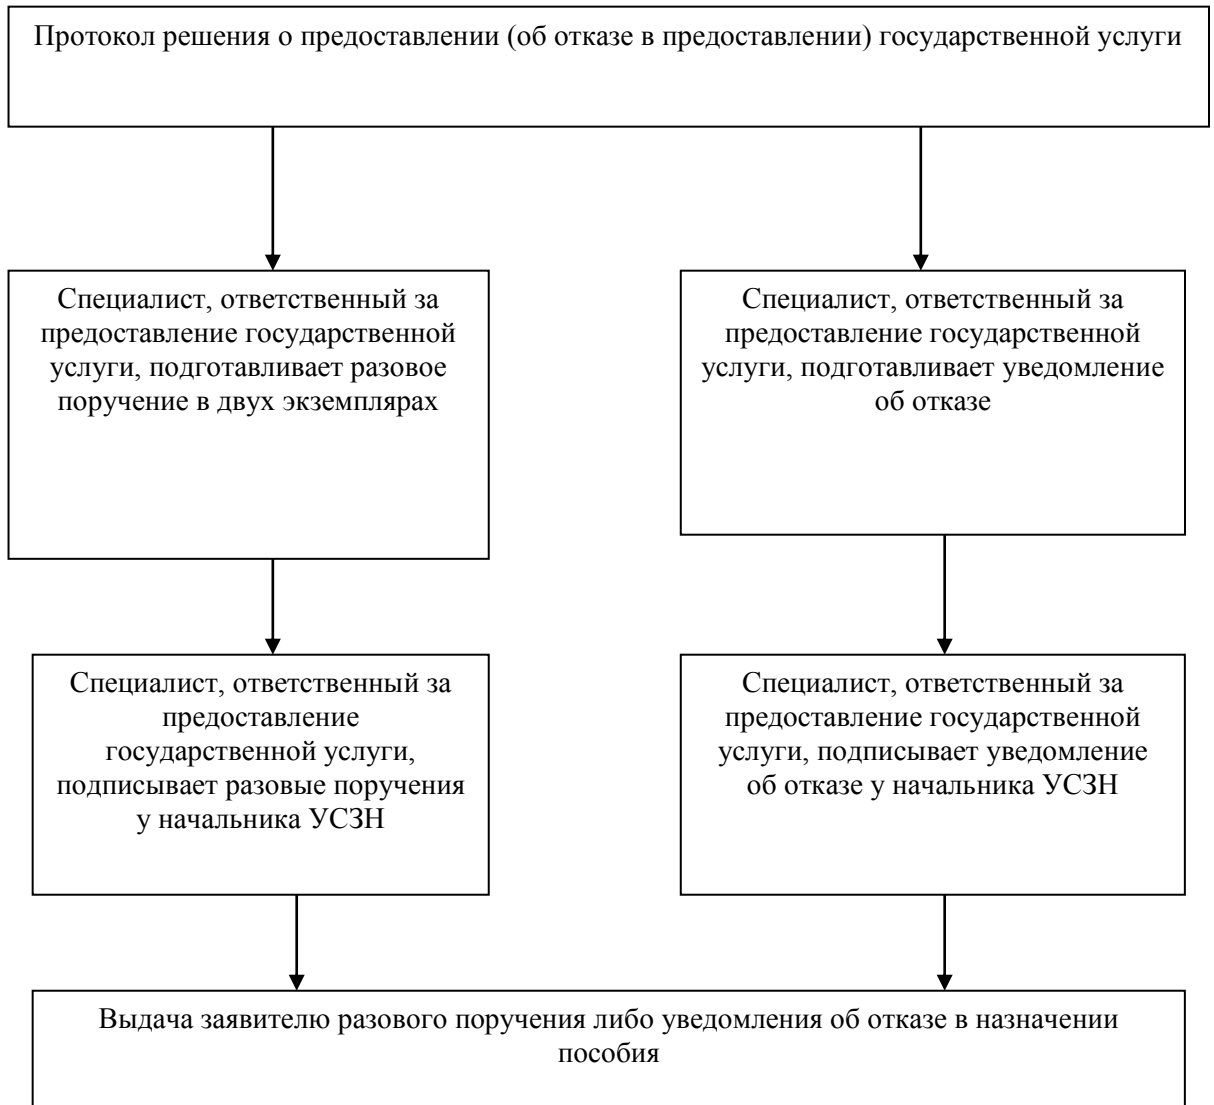 Протокол решения о предоставлении (об отказе в предоставлении) государственной услуги
Специалист, ответственный за
предоставление государственной
услуги, подготавливает разовое
поручение в двух экземплярах
Специалист, ответственный за
предоставление государственной
услуги, подготавливает уведомление
об отказе
Специалист, ответственный за
предоставление
государственной услуги,
подписывает разовые поручения
у начальника УСЗН
Специалист, ответственный за
предоставление государственной
услуги, подписывает уведомление
об отказе у начальника УСЗН
Выдача заявителю разового поручения либо уведомления об отказе в назначении
пособия